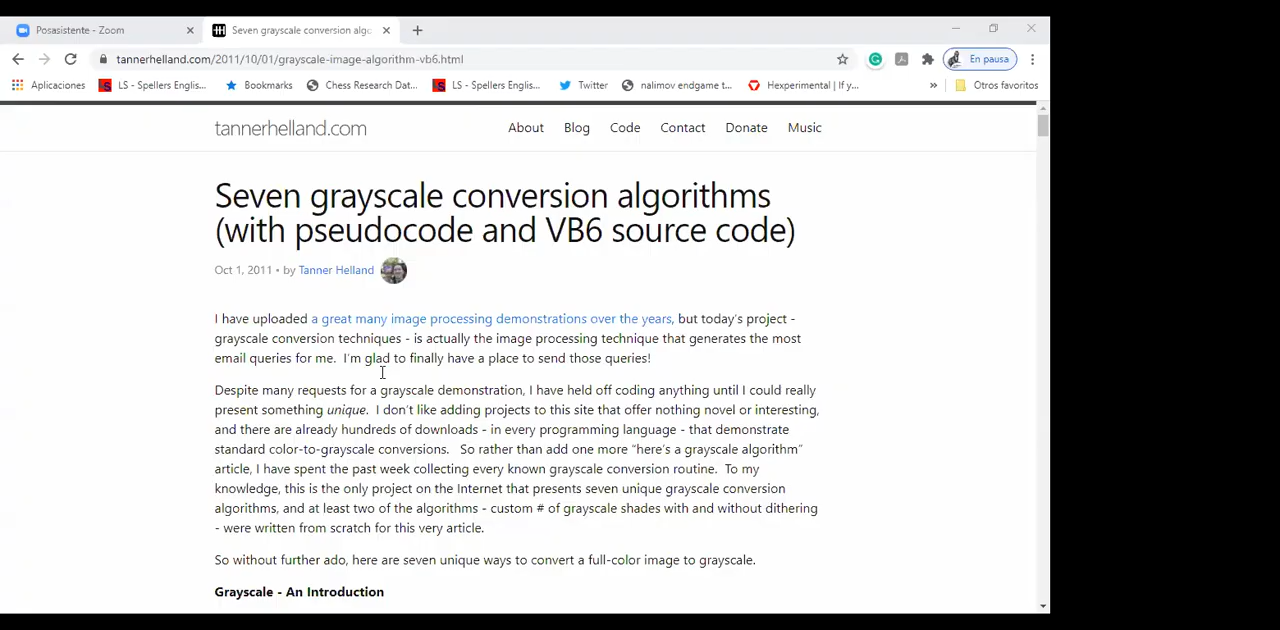 Posasistente - Zoom
Seven grayscale conversion algo
tannerhelland.com/2011/10/01/grayscale-image-algorithm-vb6.html
En pausa
Aplicaciones
LS - Spellers Englis...
Bookmarks
Chess Research Dat...
LS - Spellers Englis...
Twitter
nalimov endgame t...
Hexperimental | If y...
»
Otros favoritos
tannerhelland.com
About
Blog
Code
Contact
Donate
Music
Seven grayscale conversion algorithms
(with pseudocode and VB6 source code)
Oct 1, 2011 • by Tanner Helland
I have uploaded a great many image processing demonstrations over the years, but today's project -
grayscale conversion techniques - is actually the image processing technique that generates the most
email queries for me. I'm glad to finally have a place to send those queries!
Despite many requests for a grayscale demonstration, I have held off coding anything until I could really
present something unique. I don't like adding projects to this site that offer nothing novel or interesting,
and there are already hundreds of downloads - in every programming language - that demonstrate
standard color-to-grayscale conversions. So rather than add one more “here's a grayscale algorithm”
article, I have spent the past week collecting every known grayscale conversion routine. To my
knowledge, this is the only project on the Internet that presents seven unique grayscale conversion
algorithms, and at least two of the algorithms - custom # of grayscale shades with and without dithering
- were written from scratch for this very article.
So without further ado, here are seven unique ways to convert a full-color image to grayscale.
Grayscale - An Introduction